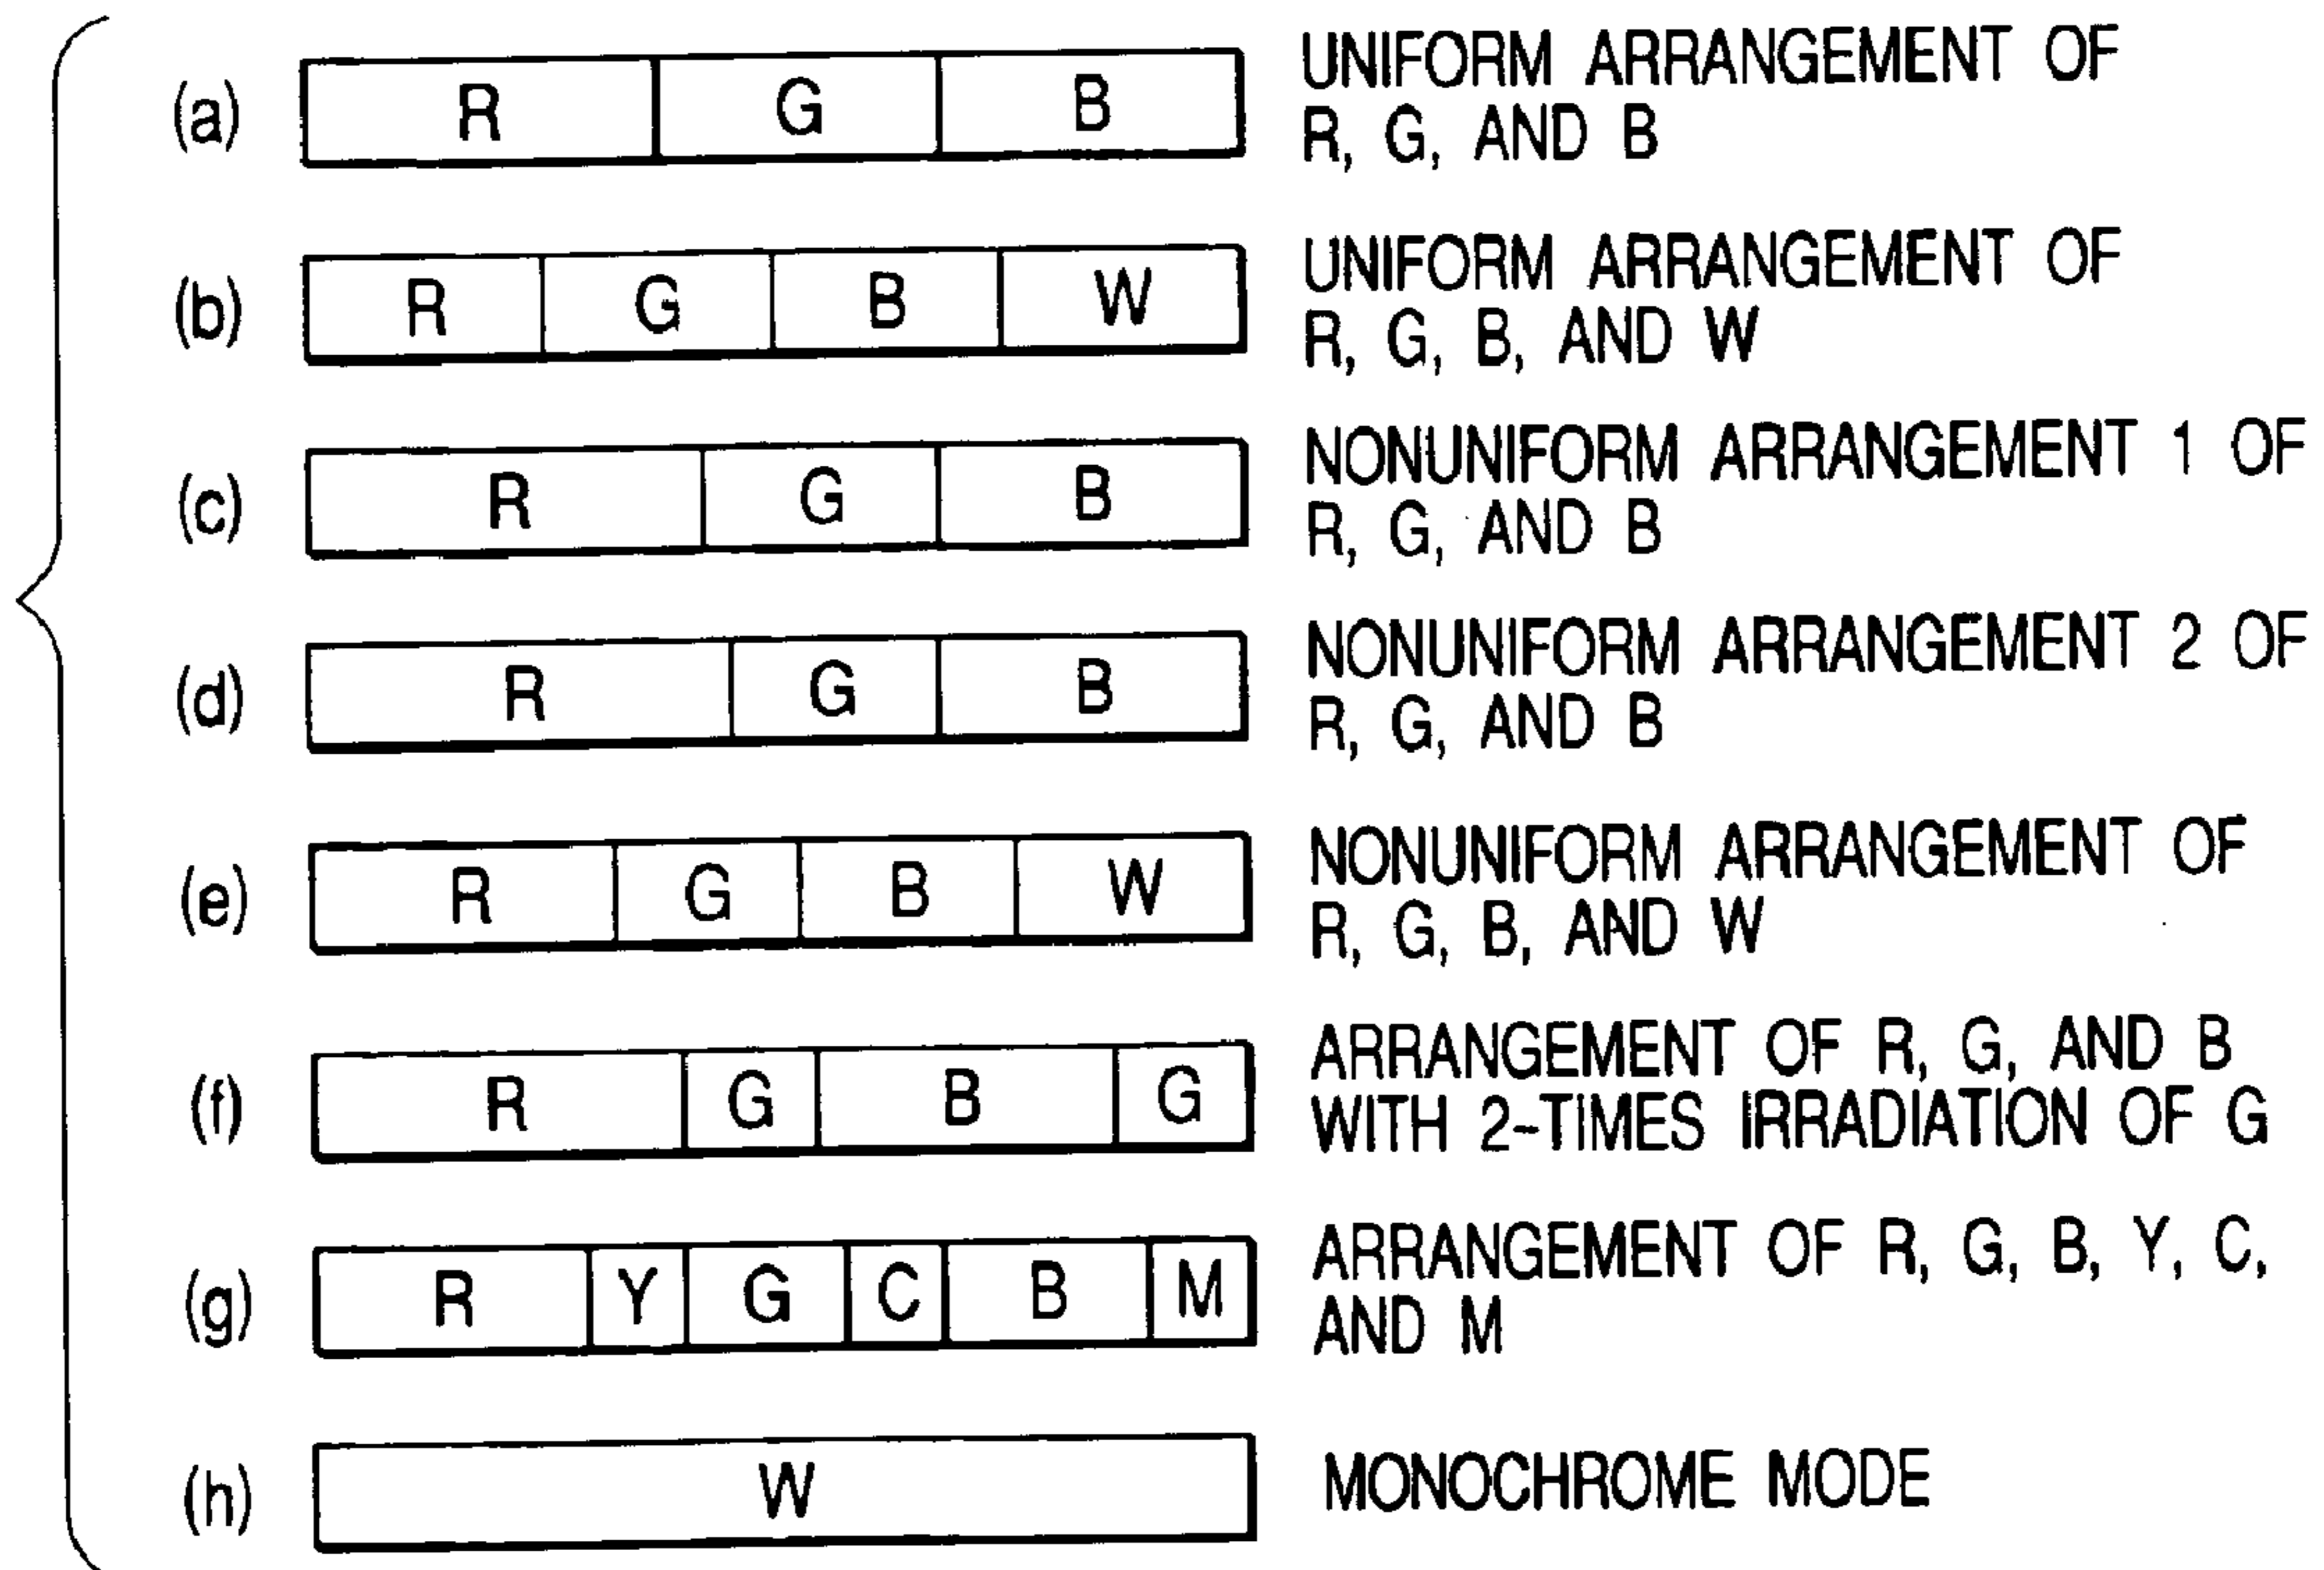 (a) R G B UNIFORM ARRANGEMENT OF
R, G, AND B
(b) R G B W UNIFORM ARRANGEMENT OF
R, G, B, AND W
(c) R G B NONUNIFORM ARRANGEMENT 1 OF
R, G, AND B
(d) R G B NONUNIFORM ARRANGEMENT 2 OF
R, G, AND B
(e) R G B W NONUNIFORM ARRANGEMENT OF
R, G, B, AND W
(f) R G B G ARRANGEMENT OF R, G, AND B
WITH 2-TIMES IRRADIATION OF G
(g) R Y G C B M ARRANGEMENT OF R, G, B, Y, C,
AND M
(h) W MONOCHROME MODE